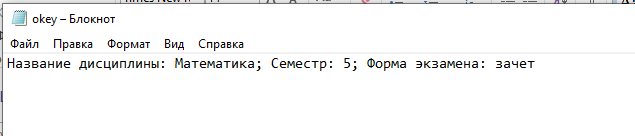 okey – Блокнот
Файл Правка Формат Вид Справка
Название дисциплины: Математика; Семестр: 5; Форма экзамена: зачет